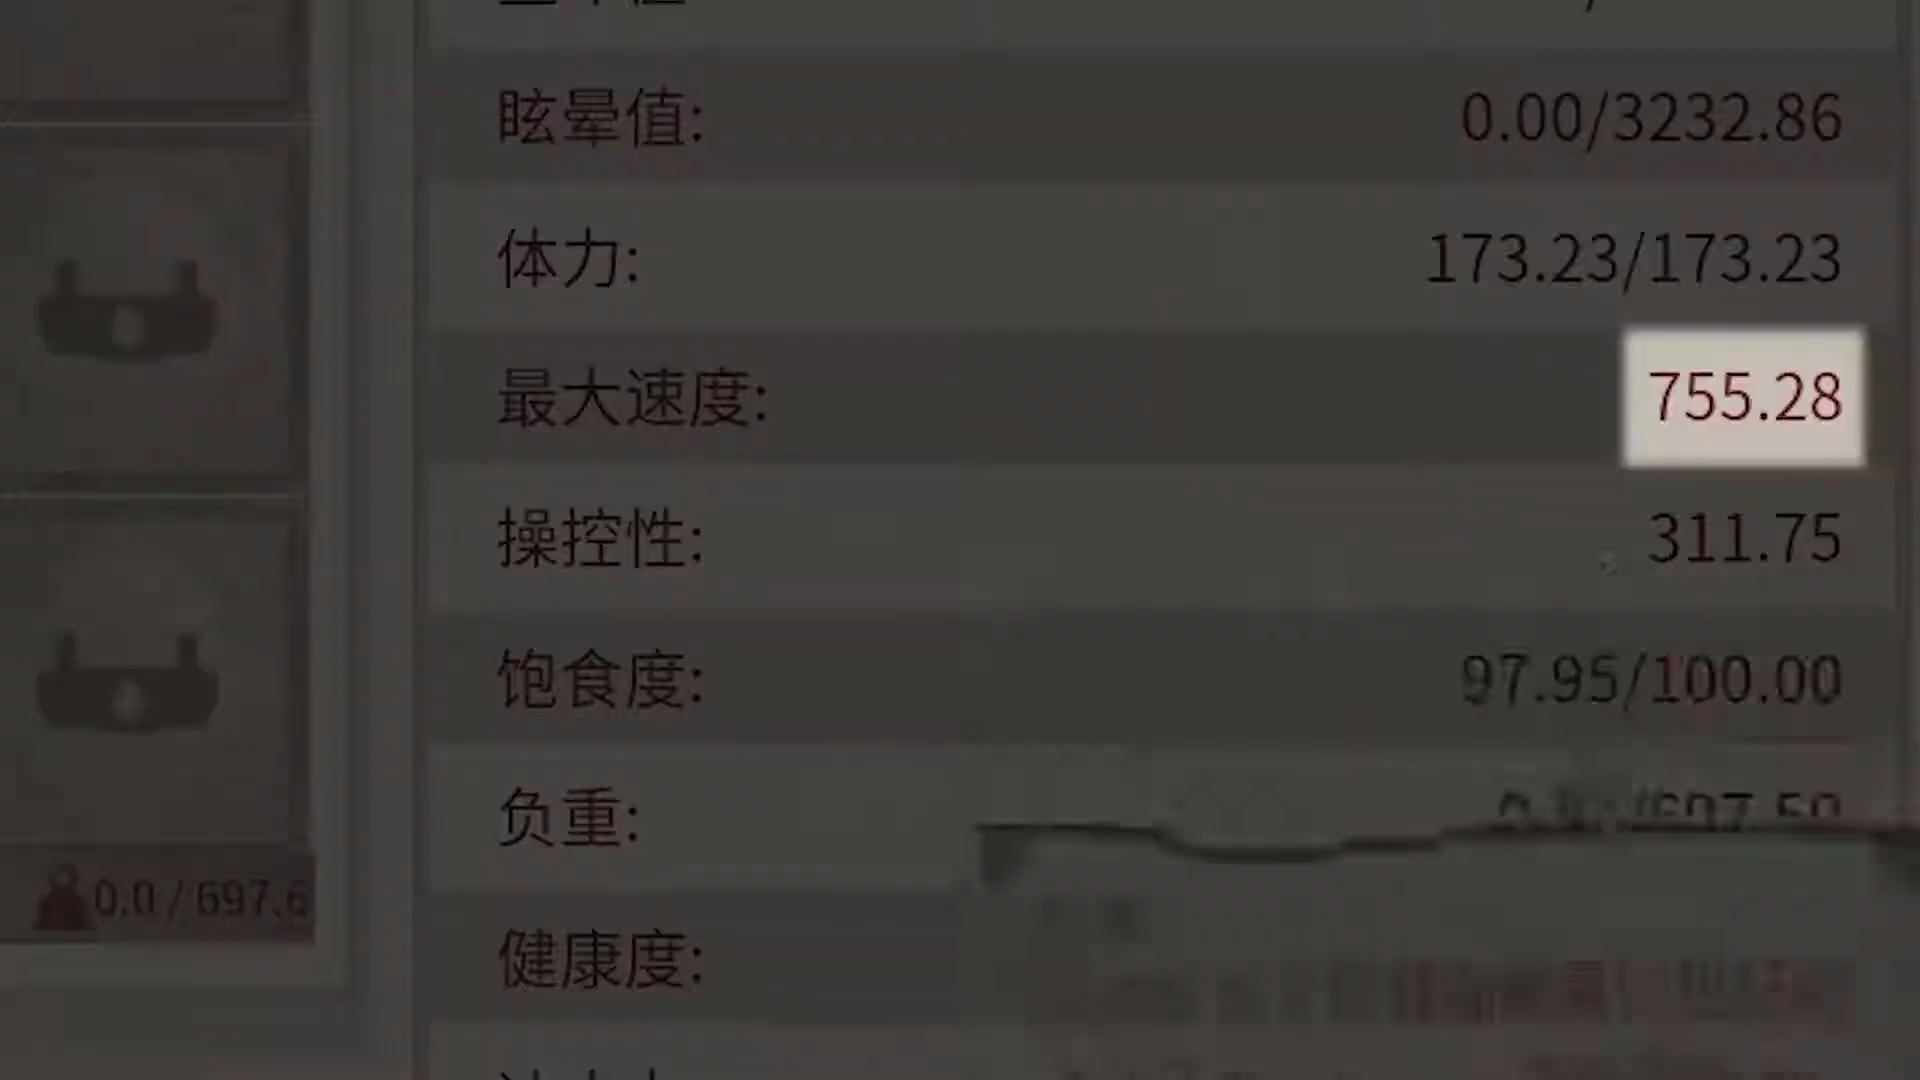 眩晕值: 0.00/3232.86
体力: 173.23/173.23
最大速度: 755.28
操控性: 311.75
饱食度: 97.95/100.00
负重:
0.0 / 697.6
健康度: